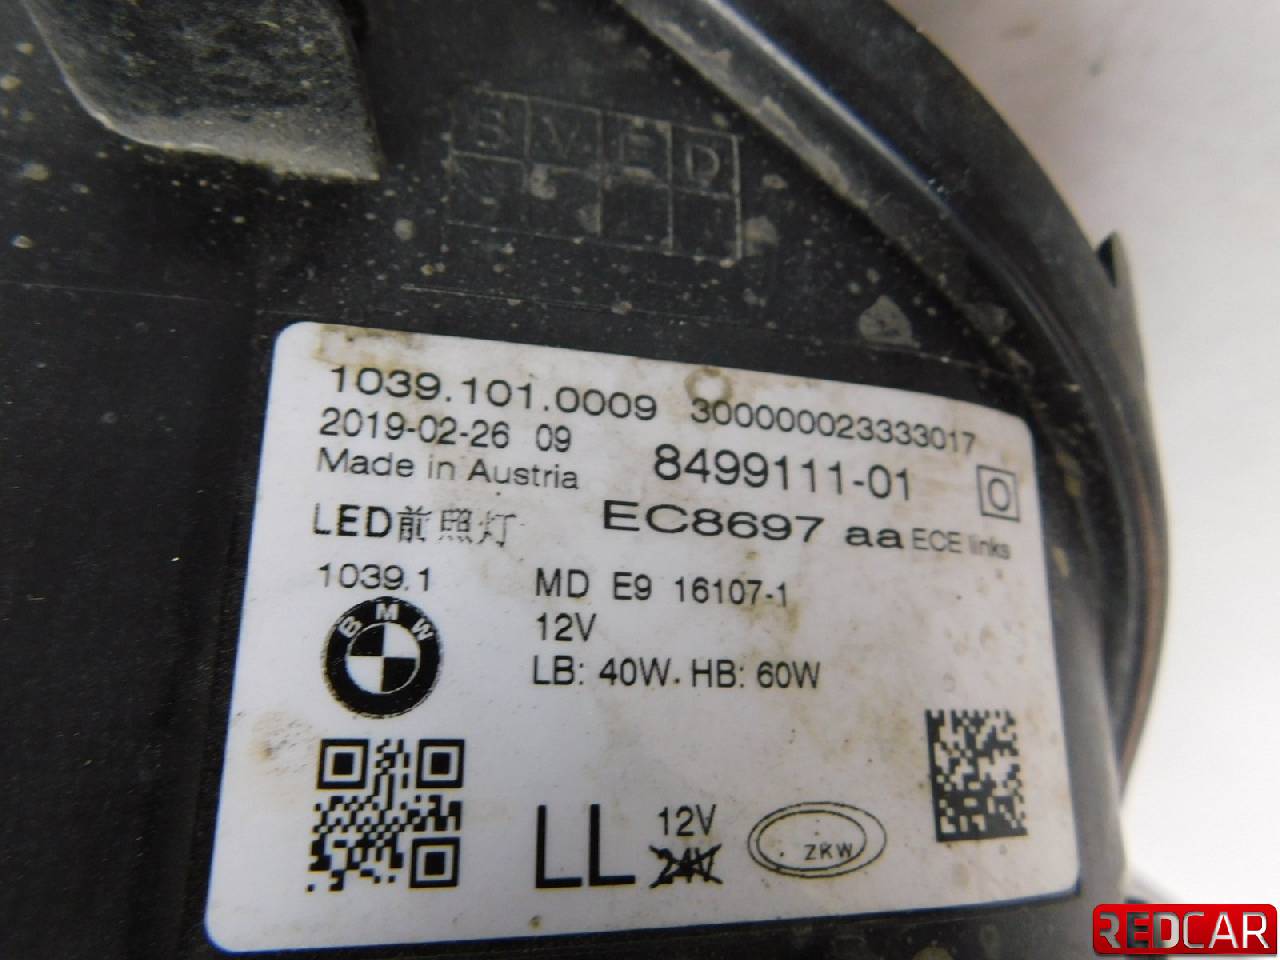 B V E D
1039.101.0009 300000023333017
2019-02-26 09
8499111-01 O
Made in Austria
LED前照灯 EC8697 aa ECE links
1039.1 MD E9 16107-1
12V
BMW
LB: 40W. HB: 60W
LL 12V
24V
ZKW
REDCAR